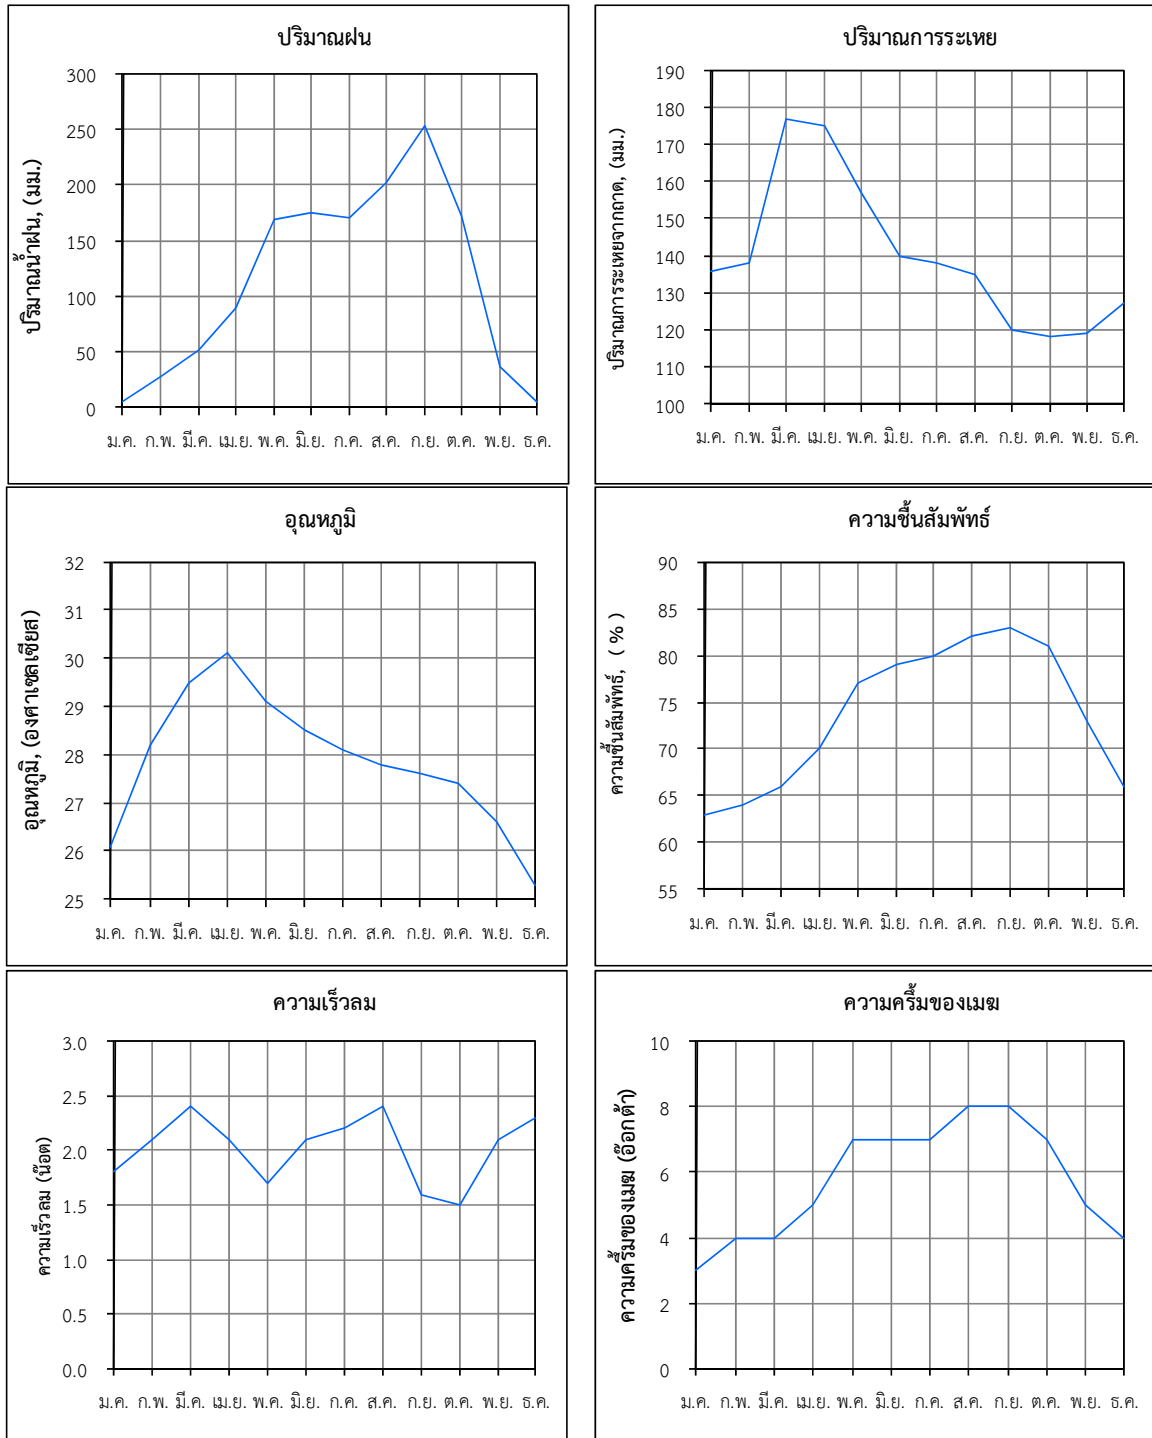 ปริมาณฝน
ปริมาณน้ำฝน, (มม.)
300
250
200
150
100
50
0
ม.ค. ก.พ. มี.ค. เม.ย. พ.ค. มิ.ย. ก.ค. ส.ค. ก.ย. ต.ค. พ.ย. ธ.ค.
ปริมาณการระเหย
ปริมาณการระเหยจากถาด, (มม.)
190
180
170
160
150
140
130
120
110
100
ม.ค. ก.พ. มี.ค. เม.ย. พ.ค. มิ.ย. ก.ค. ส.ค. ก.ย. ต.ค. พ.ย. ธ.ค.
อุณหภูมิ
อุณหภูมิ, (องศาเซลเซียส)
32
31
30
29
28
27
26
25
ม.ค. ก.พ. มี.ค. เม.ย. พ.ค. มิ.ย. ก.ค. ส.ค. ก.ย. ต.ค. พ.ย. ธ.ค.
ความชื้นสัมพัทธ์
ความชื้นสัมพัทธ์, ( % )
90
85
80
75
70
65
60
55
ม.ค. ก.พ. มี.ค. เม.ย. พ.ค. มิ.ย. ก.ค. ส.ค. ก.ย. ต.ค. พ.ย. ธ.ค.
ความเร็วลม
ความเร็วลม (น๊อต)
3.0
2.5
2.0
1.5
1.0
0.5
0.0
ม.ค. ก.พ. มี.ค. เม.ย. พ.ค. มิ.ย. ก.ค. ส.ค. ก.ย. ต.ค. พ.ย. ธ.ค.
ความครึ้มของเมฆ
ความครึ้มของเมฆ (อ๊อกต้า)
10
8
6
4
2
0
ม.ค. ก.พ. มี.ค. เม.ย. พ.ค. มิ.ย. ก.ค. ส.ค. ก.ย. ต.ค. พ.ย. ธ.ค.